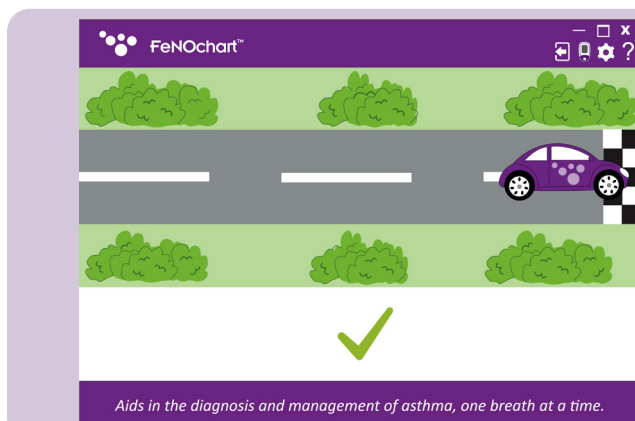 FeNOchart™
Aids in the diagnosis and management of asthma, one breath at a time.